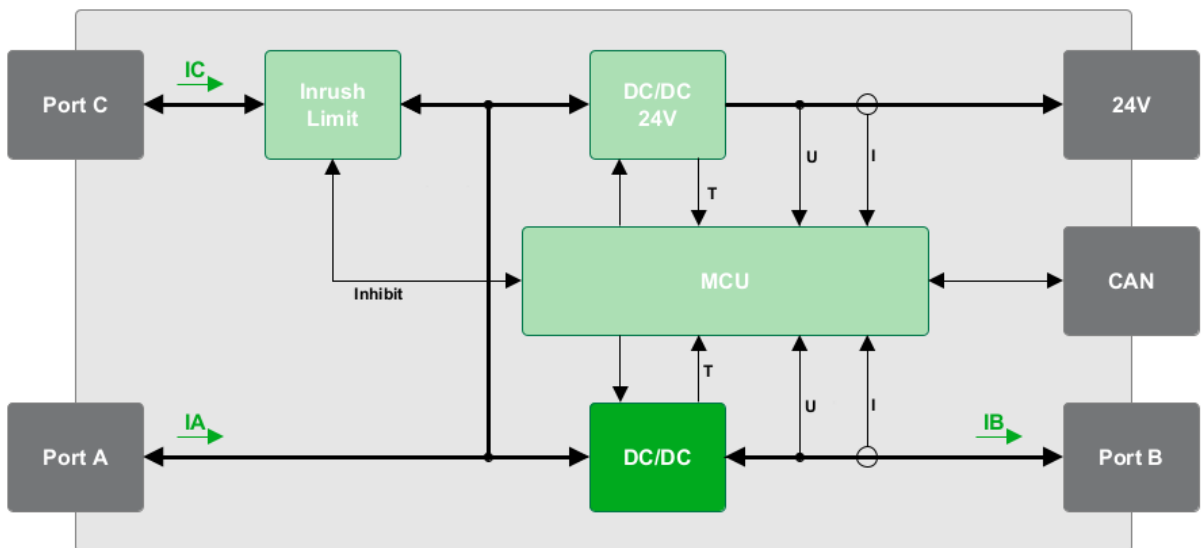 IC
Port C
Inrush
Limit
DC/DC
24V
24V
U
I
T
MCU
CAN
Inhibit
T
U
I
IA
IB
Port A
DC/DC
Port B